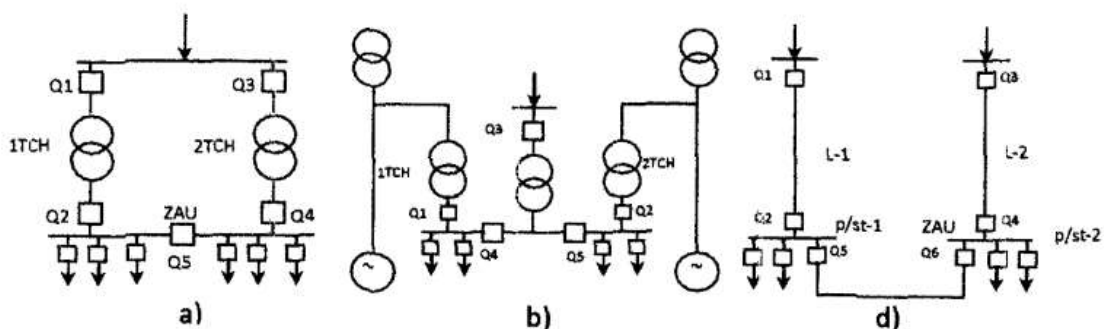 Q1
Q3
1TCH
2TCH
Q2
ZAU
Q4
Q5
a)
Q3
1TCH
2TCH
Q1
Q2
~
Q4
Q5
~
b)
Q1
Q3
L-1
L-2
Q2
p/st-1
Q5
ZAU
Q4
Q6
p/st-2
d)